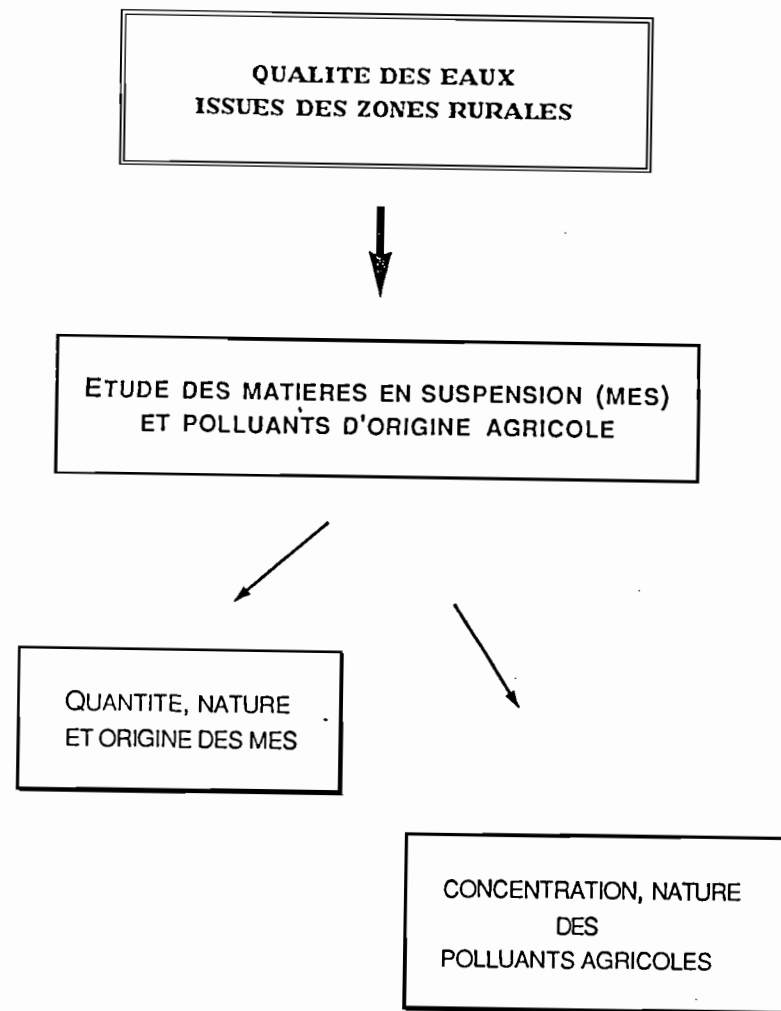 QUALITE DES EAUX
ISSUES DES ZONES RURALES
ETUDE DES MATIERES EN SUSPENSION (MES)
ET POLLUANTS D'ORIGINE AGRICOLE
QUANTITE, NATURE
ET ORIGINE DES MES
CONCENTRATION, NATURE
DES
POLLUANTS AGRICOLES